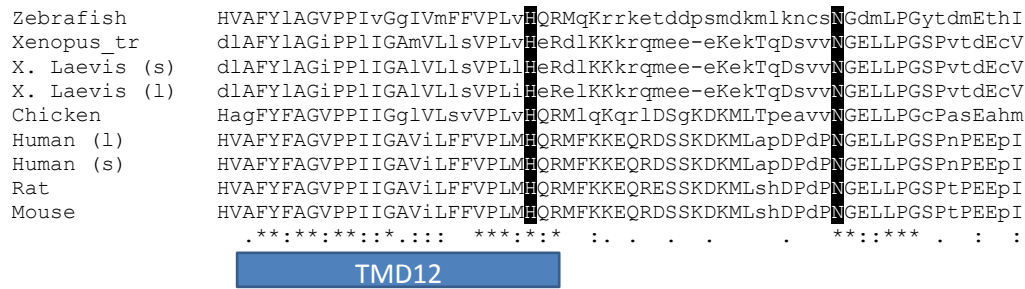 Zebrafish HVAFYlAGVPPIvGgIVmFFVPLvHQRMqKrrketddpsmdkmlkncsNGdmLPGytdmEthI
Xenopus_tr dlAFYLAGiPPlIGAmVLlsVPLvHeRdlKKkrqmee-eKekTqDsvvNGELLPGSPvtdEcV
X. Laevis (s) dlAFYLAGiPPlIGAlVLlsVPLlHeRdlKKkrqmee-eKekTqDsvvNGELLPGSPvtdEcV
X. Laevis (l) dlAFYLAGiPPlIGAlVLlsVPLiHeRelKKkrqmee-eKekTqDsvvNGELLPGSPvtdEcV
Chicken HagFYLAGVPPIIGglVLsvVPLvHQRMlqKqrlDSgKDKMLTpeavvNGELLPGcPasEahm
Human (l) HVAFYFAGVPPIIGAViLFFVPLMHQRMFKKEQRDSSKDKMLapDPdPNGELLPGSPnPEEpI
Human (s) HVAFYFAGVPPIIGAViLFFVPLMHQRMFKKEQRDSSKDKMLapDPdPNGELLPGSPnPEEpI
Rat HVAFYFAGVPPIIGAViLFFVPLMHQRMFKKEQRESSKDKMLshDPdPNGELLPGSPtPEEpI
Mouse HVAFYFAGVPPIIGAViLFFVPLMHQRMFKKEQRDSSKDKMLshDPdPNGELLPGSPtPEEpI
.**:**:**::*.::: ***:*:* :. . . . . **::*** . : :
TMD12